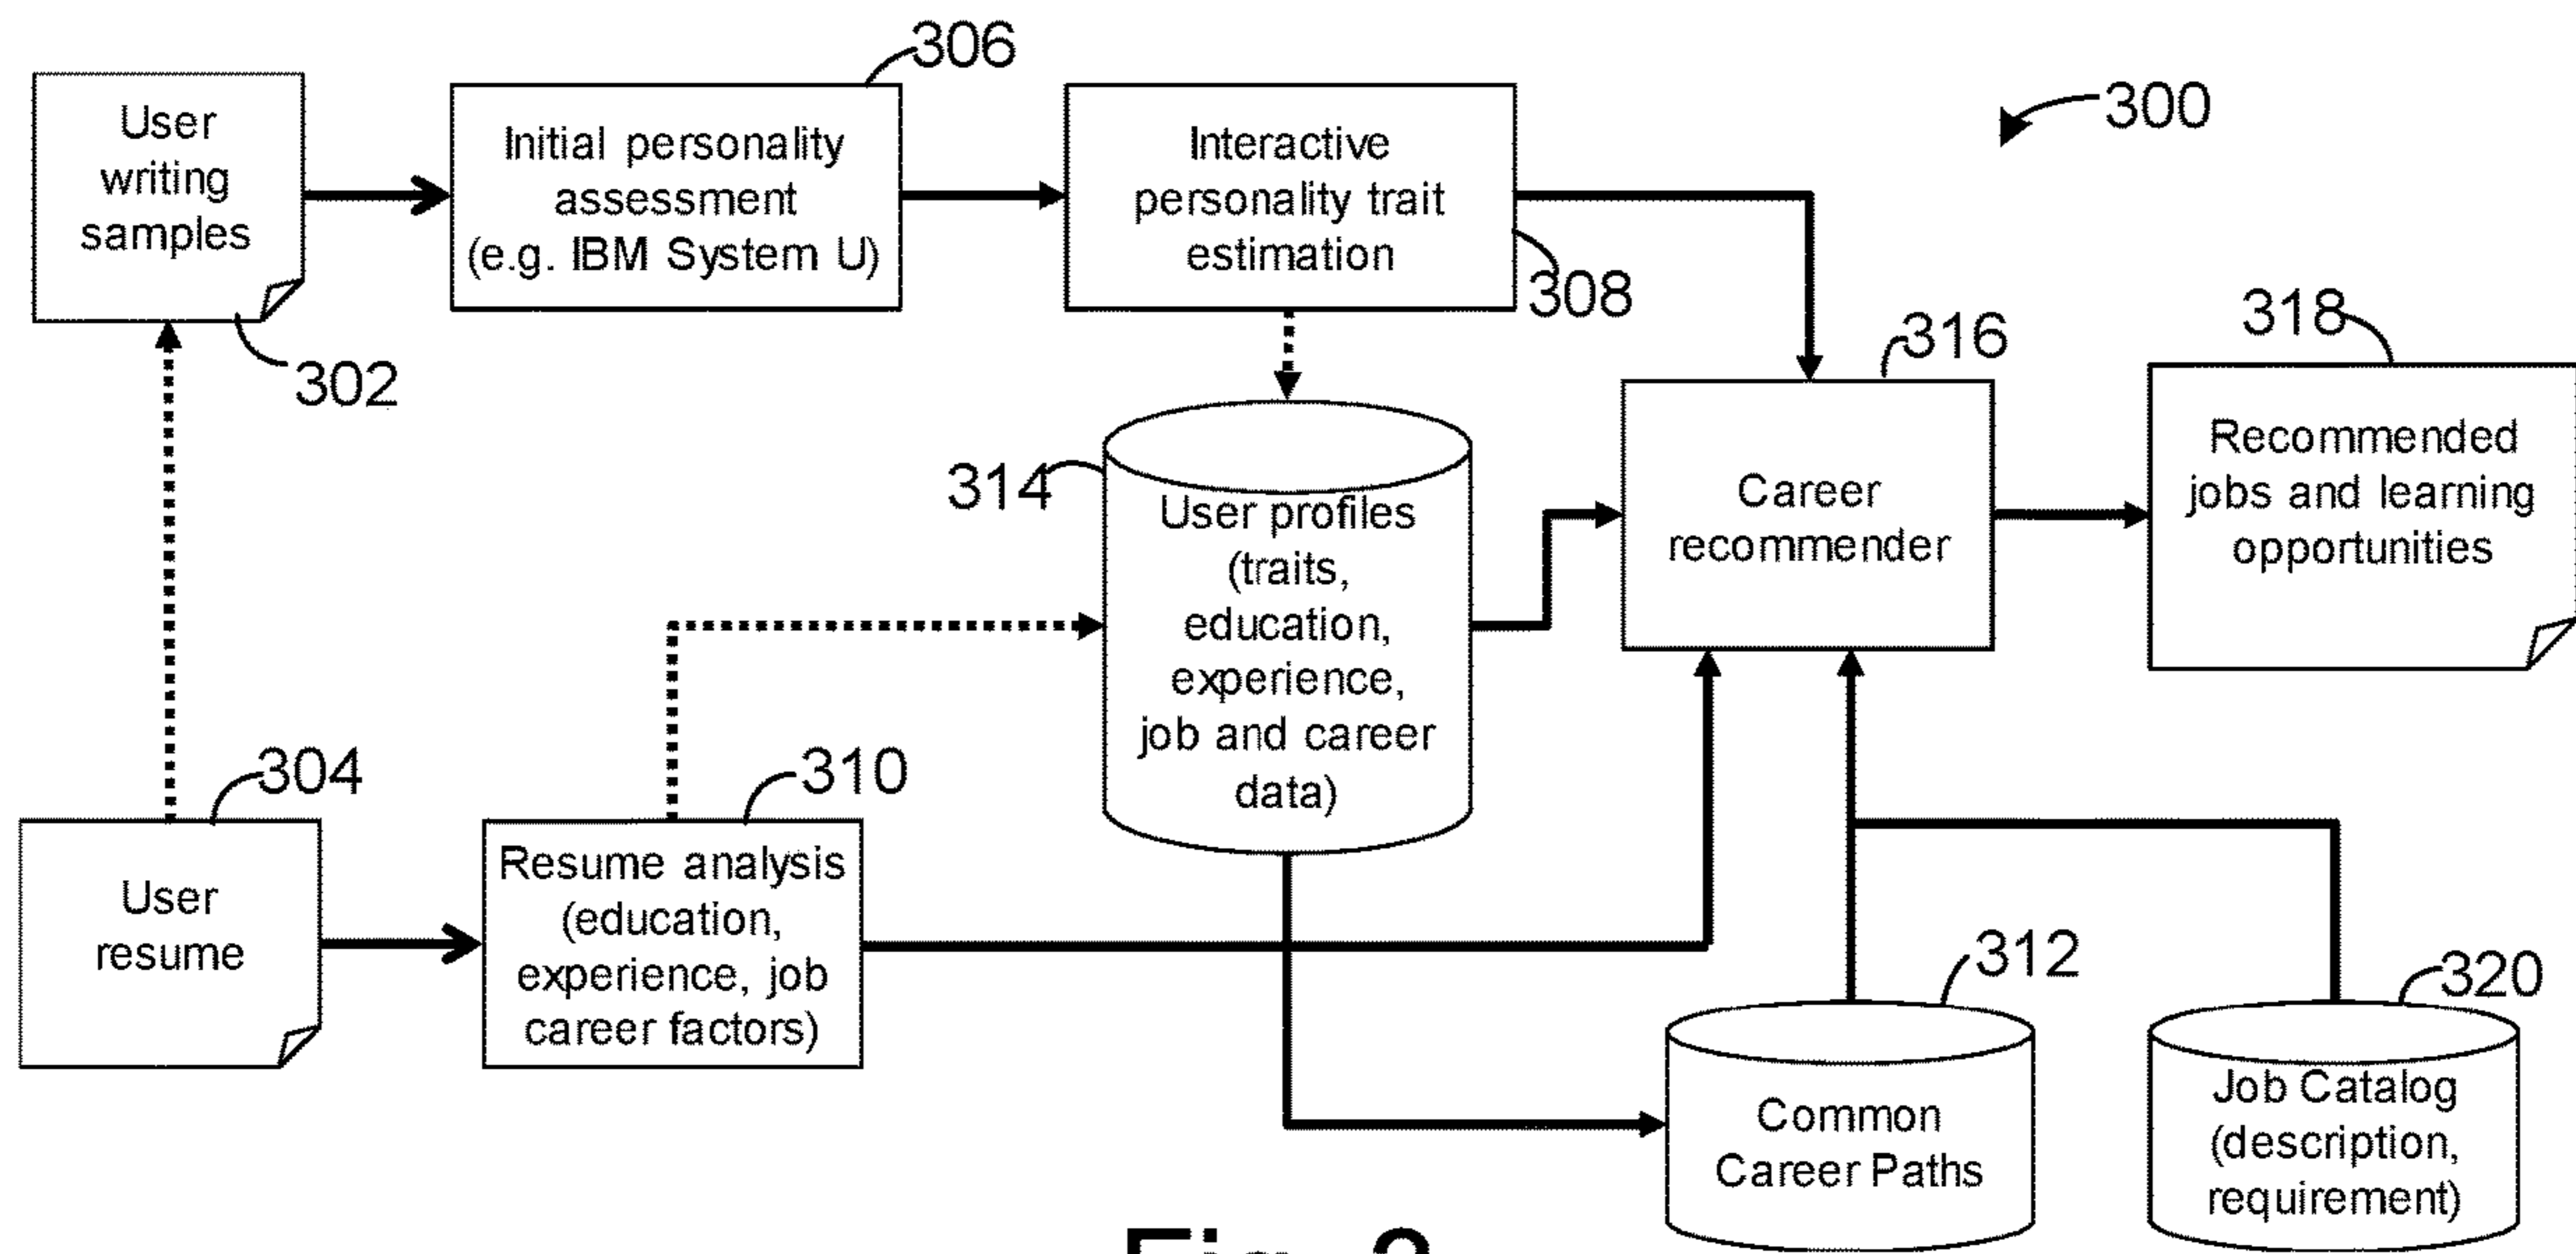 306
300
User
writing
samples
Initial personality
assessment
(e.g. IBM System U)
Interactive
personality trait
estimation
308
302
318
316
314
User profiles
(traits,
education,
experience,
job and career
data)
Career
recommender
Recommended
jobs and learning
opportunities
304
310
User
resume
Resume analysis
(education,
experience, job
career factors)
312
320
Common
Career Paths
Job Catalog
(description,
requirement)
Fig.